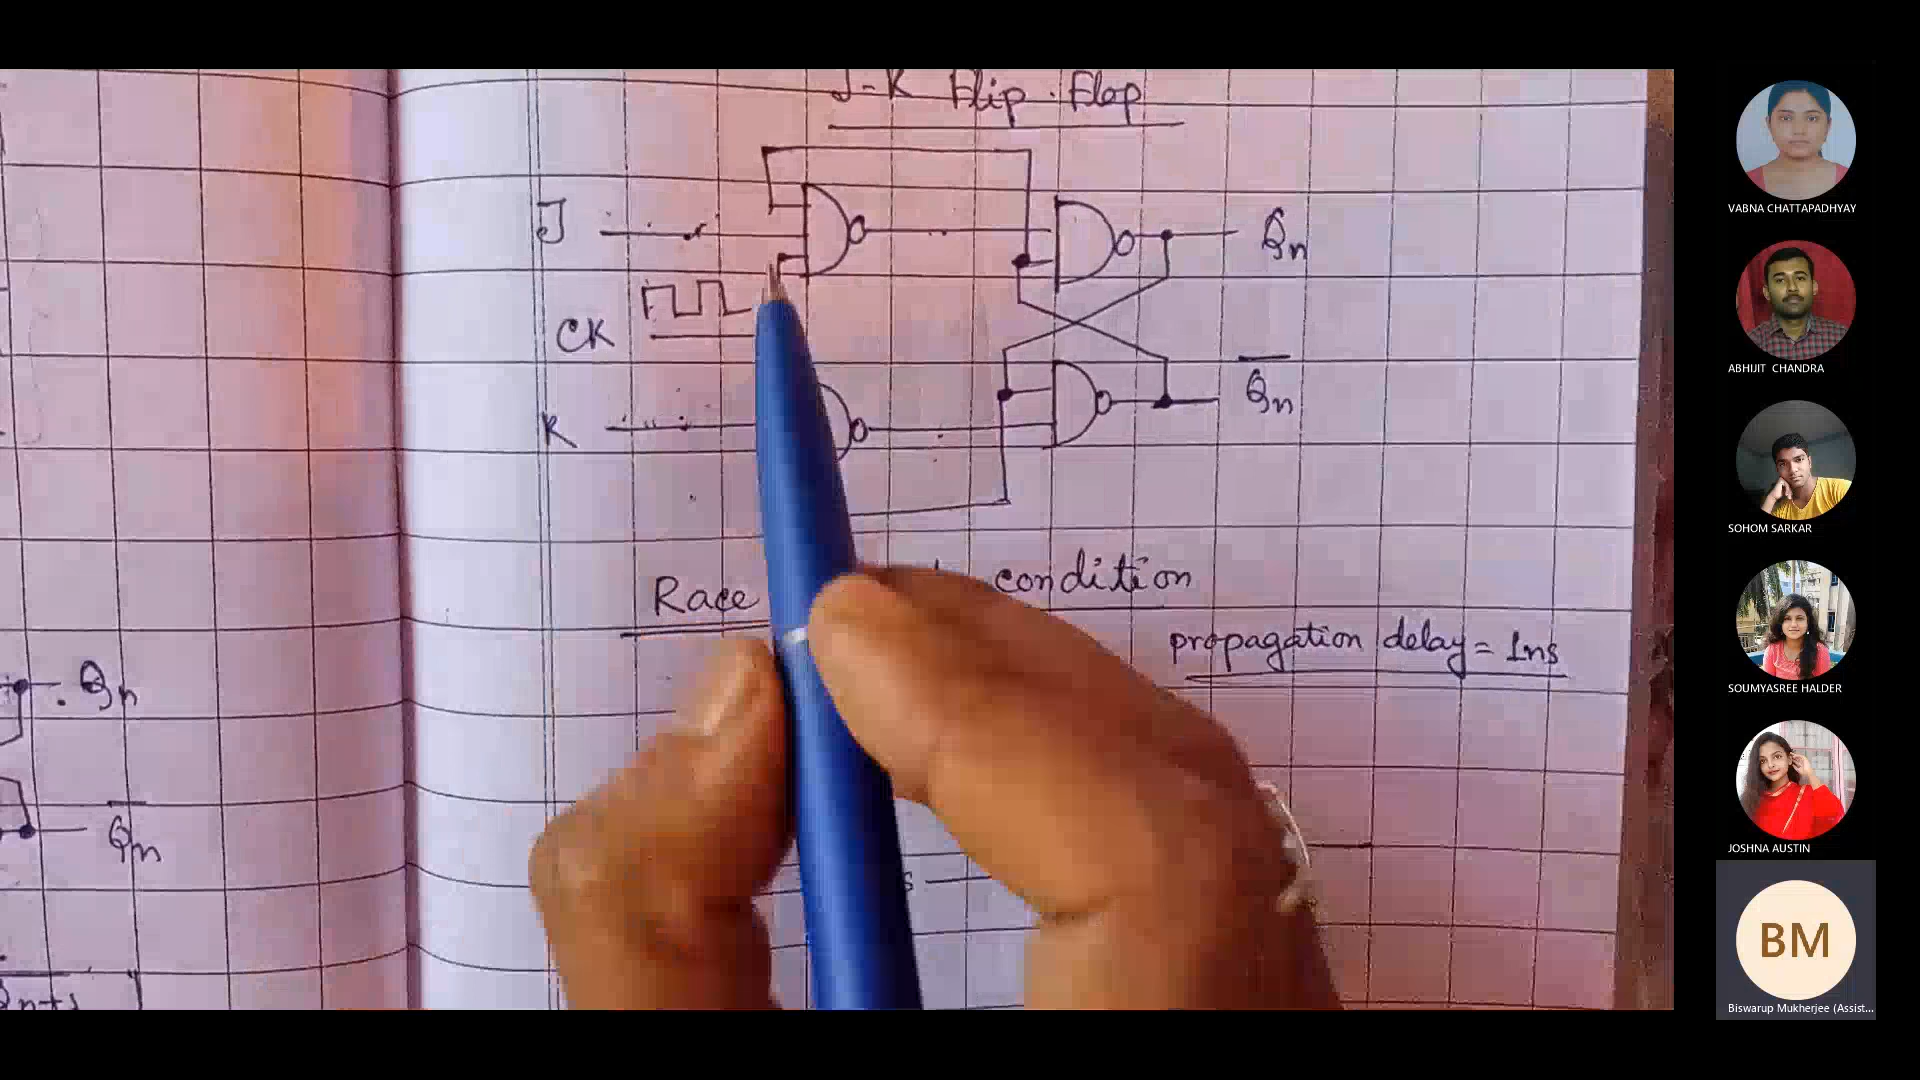 J-K Flip-Flop
J
Qn
CK
Qn
K
Race condition
propagation delay = 1ns
Qn
Qn
VABNA CHATTAPADHYAY
ABHIJIT CHANDRA
SOHOM SARKAR
SOUMYASREE HALDER
JOSHNA AUSTIN
BM
Biswarup Mukherjee (Assist...